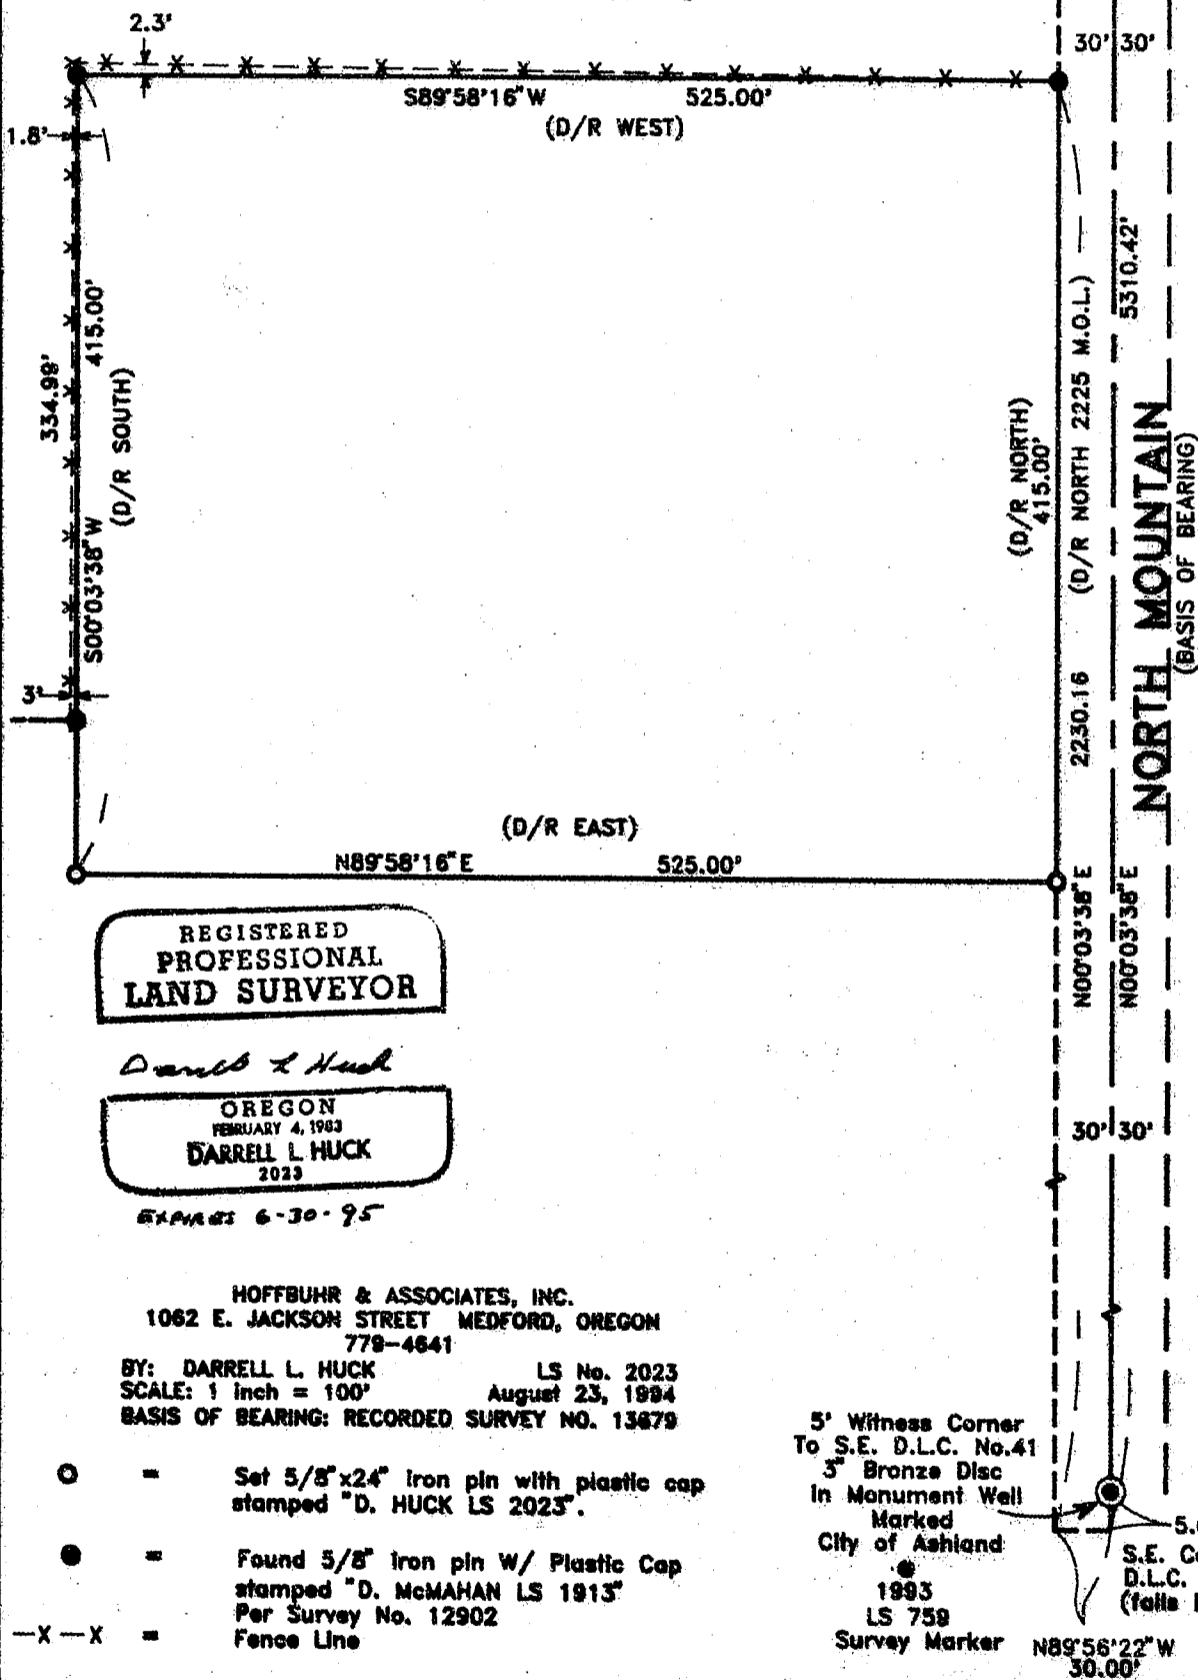 2.3'
30' 30'
S89°58'16"W 525.00'
(D/R WEST)
1.8'
334.99'
415.00'
S00°03'38"W
(D/R SOUTH)
3'
(D/R NORTH)
415.00'
2230.16 (D/R NORTH 2225 M.O.L.)
N00°03'38"E
5310.42'
N00°03'38"E
NORTH MOUNTAIN
(BASIS OF BEARING)
(D/R EAST)
N89°58'16"E 525.00'
REGISTERED
PROFESSIONAL
LAND SURVEYOR
Darrell L Huck
OREGON
FEBRUARY 4, 1983
DARRELL L. HUCK
2023
EXPIRES 6-30-95
30' 30'
HOFFBUHR & ASSOCIATES, INC.
1062 E. JACKSON STREET MEDFORD, OREGON
779-4641
BY: DARRELL L. HUCK LS No. 2023
SCALE: 1 inch = 100' August 23, 1994
BASIS OF BEARING: RECORDED SURVEY NO. 13679
= Set 5/8"x24" iron pin with plastic cap
stamped "D. HUCK LS 2023".
= Found 5/8" iron pin W/ Plastic Cap
stamped "D. McMAHAN LS 1913"
Per Survey No. 12902
—X—X = Fence Line
5' Witness Corner
To S.E. D.L.C. No.41
3" Bronze Disc
in Monument Well
Marked
City of Ashland
1993
LS 759
Survey Marker
5.
S.E.
D.L.C.
(falls
N89°56'22"W
30.00'